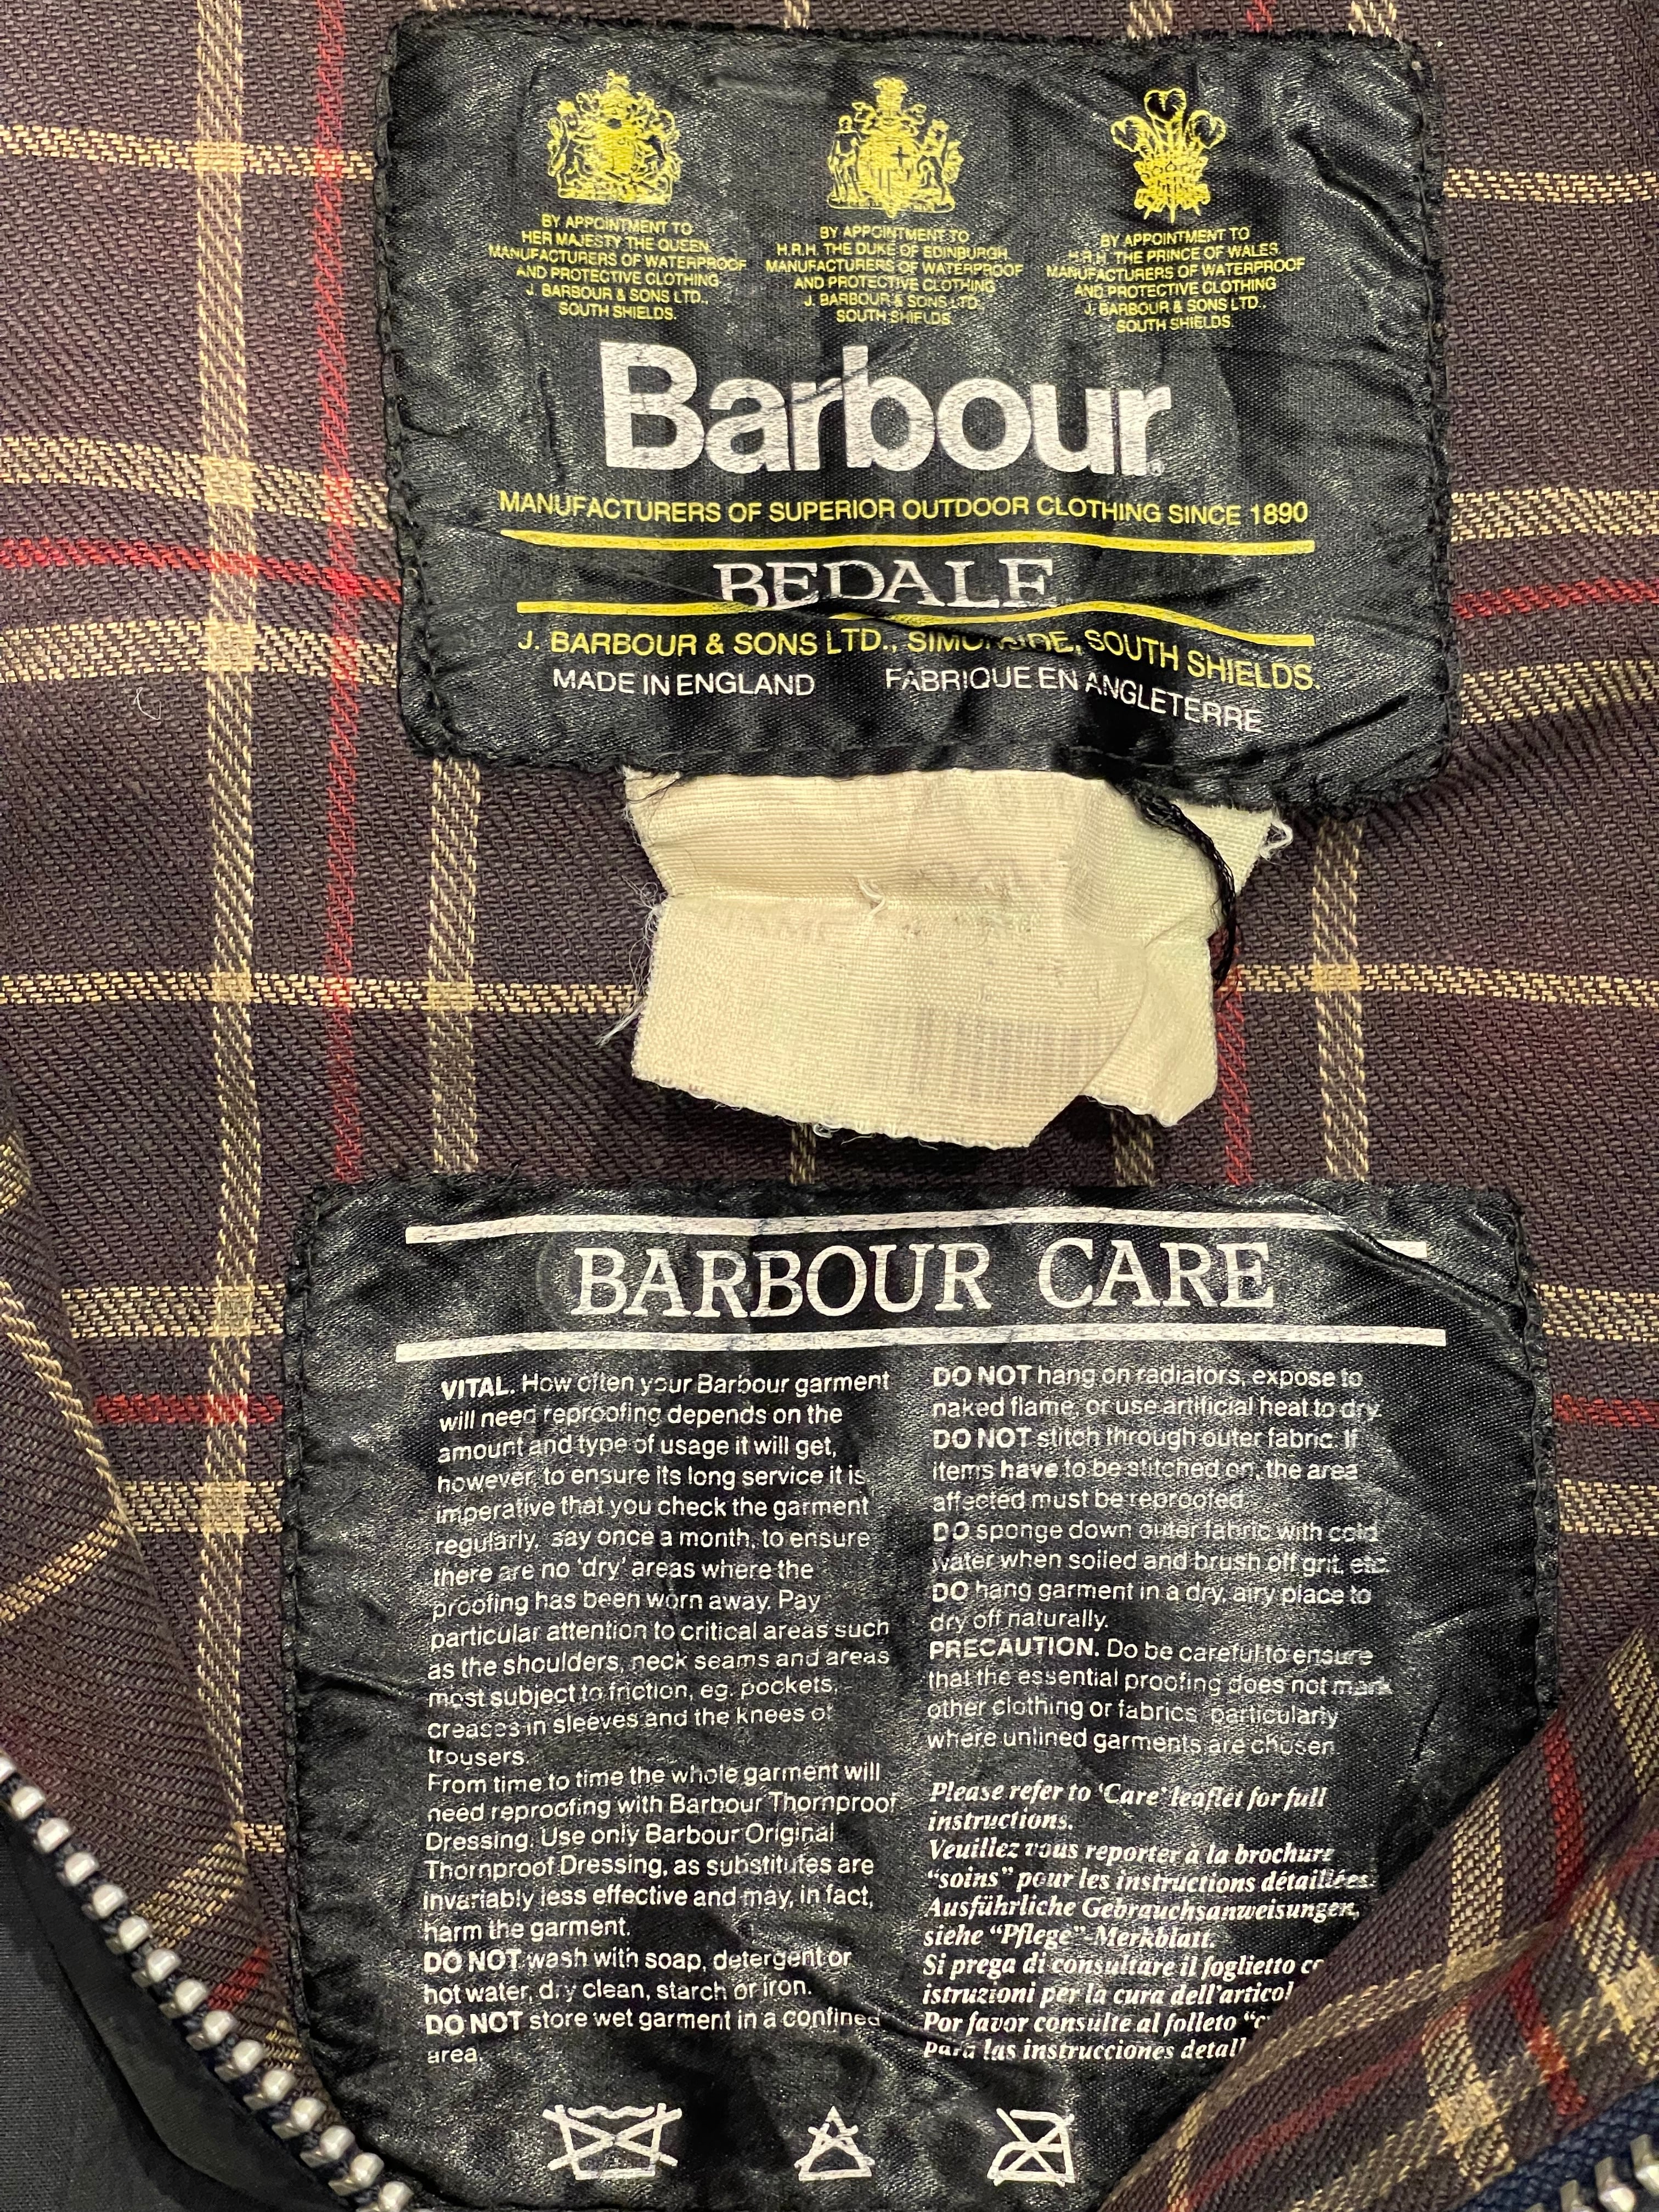 BY APPOINTMENT TO
HER MAJESTY THE QUEEN
MANUFACTURERS OF WATERPROOF
AND PROTECTIVE CLOTHING
J. BARBOUR & SONS LTD.,
SOUTH SHIELDS.
BY APPOINTMENT TO
H.R.H. THE DUKE OF EDINBURGH
MANUFACTURERS OF WATERPROOF
AND PROTECTIVE CLOTHING
J. BARBOUR & SONS LTD.,
SOUTH SHIELDS.
BY APPOINTMENT TO
H.R.H. THE PRINCE OF WALES
MANUFACTURERS OF WATERPROOF
AND PROTECTIVE CLOTHING
J. BARBOUR & SONS LTD.,
SOUTH SHIELDS.
Barbour®
MANUFACTURERS OF SUPERIOR OUTDOOR CLOTHING SINCE 1890
BEDALE
J. BARBOUR & SONS LTD., SIMONSIDE, SOUTH SHIELDS.
MADE IN ENGLAND FABRIQUE EN ANGLETERRE
BARBOUR CARE
VITAL. How often your Barbour garment
will need reproofing depends on the
amount and type of usage it will get,
however, to ensure its long service it is
imperative that you check the garment
regularly, say once a month, to ensure
there are no 'dry' areas where the
proofing has been worn away. Pay
particular attention to critical areas such
as the shoulders, neck seams and areas
most subject to friction, eg. pockets,
creases in sleeves and the knees of
trousers.
From time to time the whole garment will
need reproofing with Barbour Thornproof
Dressing. Use only Barbour Original
Thornproof Dressing, as substitutes are
invariably less effective and may, in fact,
harm the garment.
DO NOT wash with soap, detergent or
hot water, dry clean, starch or iron.
DO NOT store wet garment in a confined
area.
DO NOT hang on radiators, expose to
naked flame, or use artificial heat to dry.
DO NOT stitch through outer fabric. If
items have to be stitched on, the area
affected must be reproofed.
DO sponge down outer fabric with cold
water when soiled and brush off grit, etc.
DO hang garment in a dry, airy place to
dry off naturally.
PRECAUTION. Do be careful to ensure
that the essential proofing does not mark
other clothing or fabrics, particularly
where unlined garments are chosen
Please refer to 'Care' leaflet for full
instructions.
Veuillez vous reporter à la brochure
"soins" pour les instructions détaillées.
Ausführliche Gebrauchsanweisungen,
siehe "Pflege"-Merkblatt.
Si prega di consultare il foglietto
istruzioni per la cura dell'articol
Por favor consulte al folleto
para las instrucciones detall